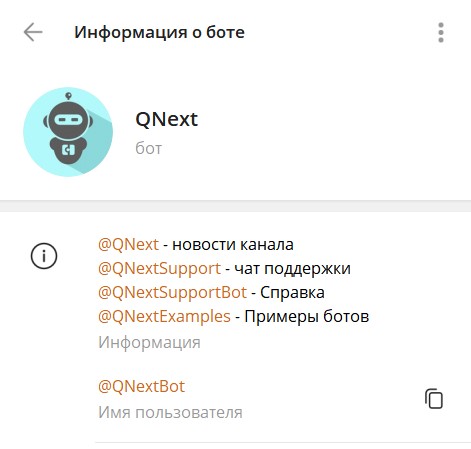 Информация о боте
QNext
бот
@QNext - новости канала
@QNextSupport - чат поддержки
@QNextSupportBot - Справка
@QNextExamples - Примеры ботов
Информация
@QNextBot
Имя пользователя